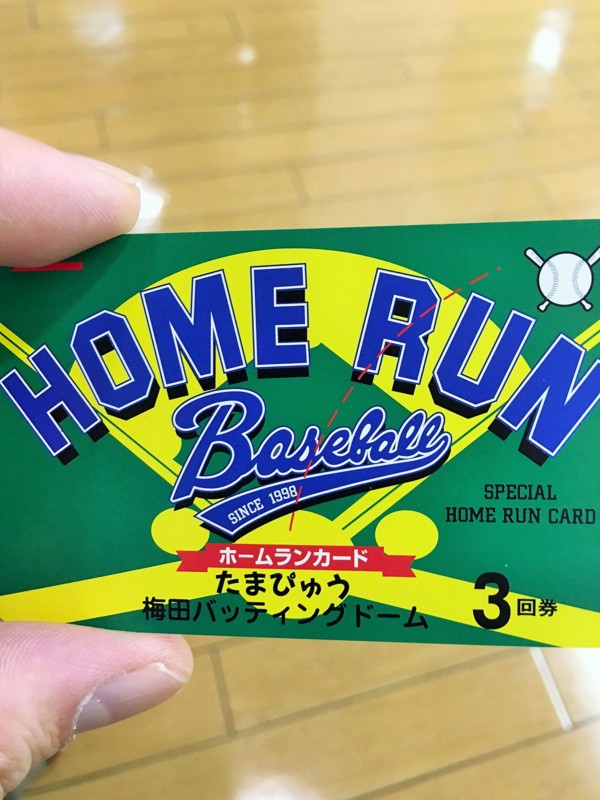 HOME RUN
Baseball
SINCE 1998
SPECIAL
HOME RUN CARD
ホームランカード
たまぴゅう
梅田バッティングドーム
3回券